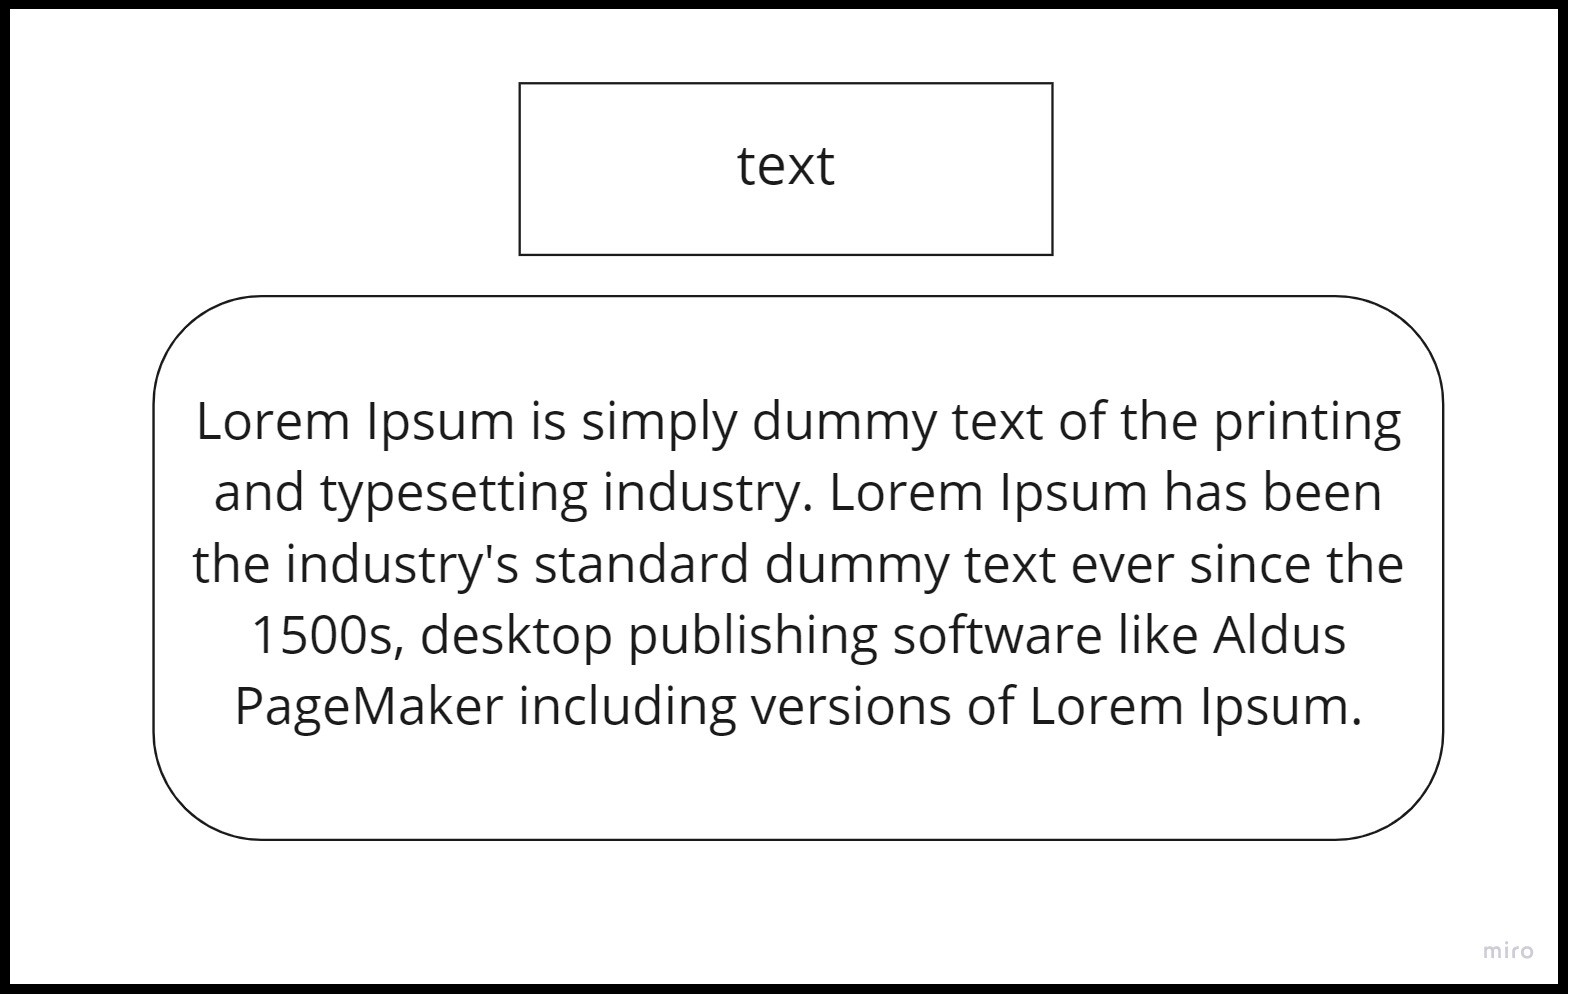 text
Lorem Ipsum is simply dummy text of the printing
and typesetting industry. Lorem Ipsum has been
the industry's standard dummy text ever since the
1500s, desktop publishing software like Aldus
PageMaker including versions of Lorem Ipsum.
miro